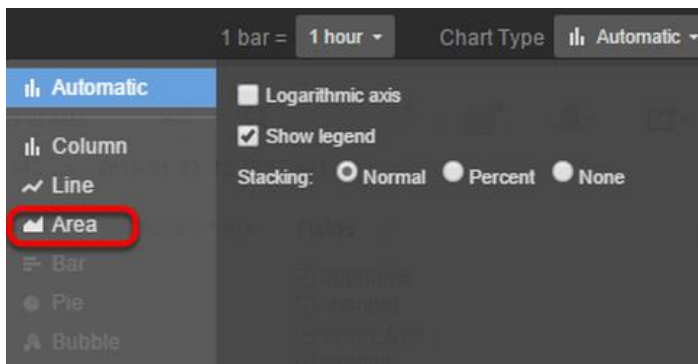 1 bar = 1 hour Chart Type Automatic
Automatic
Logarithmic axis
Show legend
Column
Stacking: Normal Percent None
Line
Area
Fields
Bar
Pie
Bubble